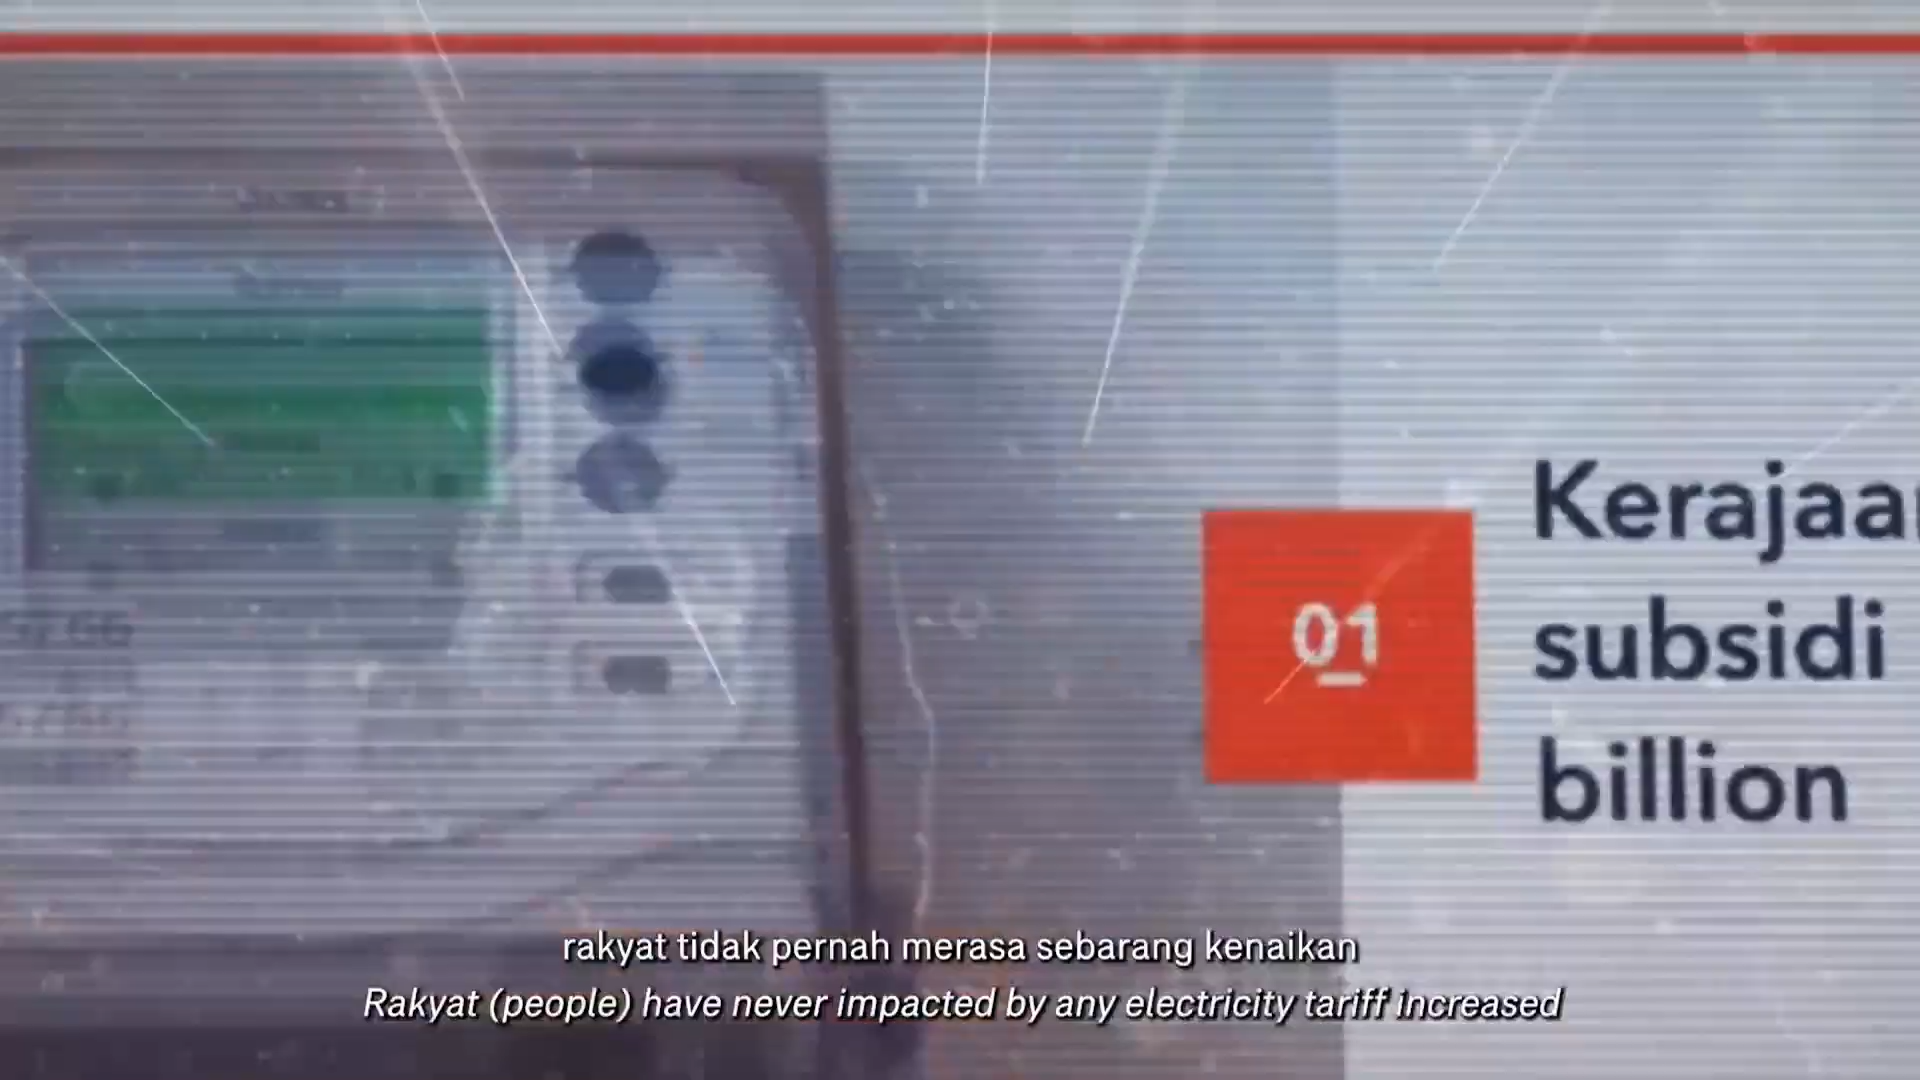 01
Kerajaan
subsidi
billion
rakyat tidak pernah merasa sebarang kenaikan
Rakyat (people) have never impacted by any electricity tariff increased